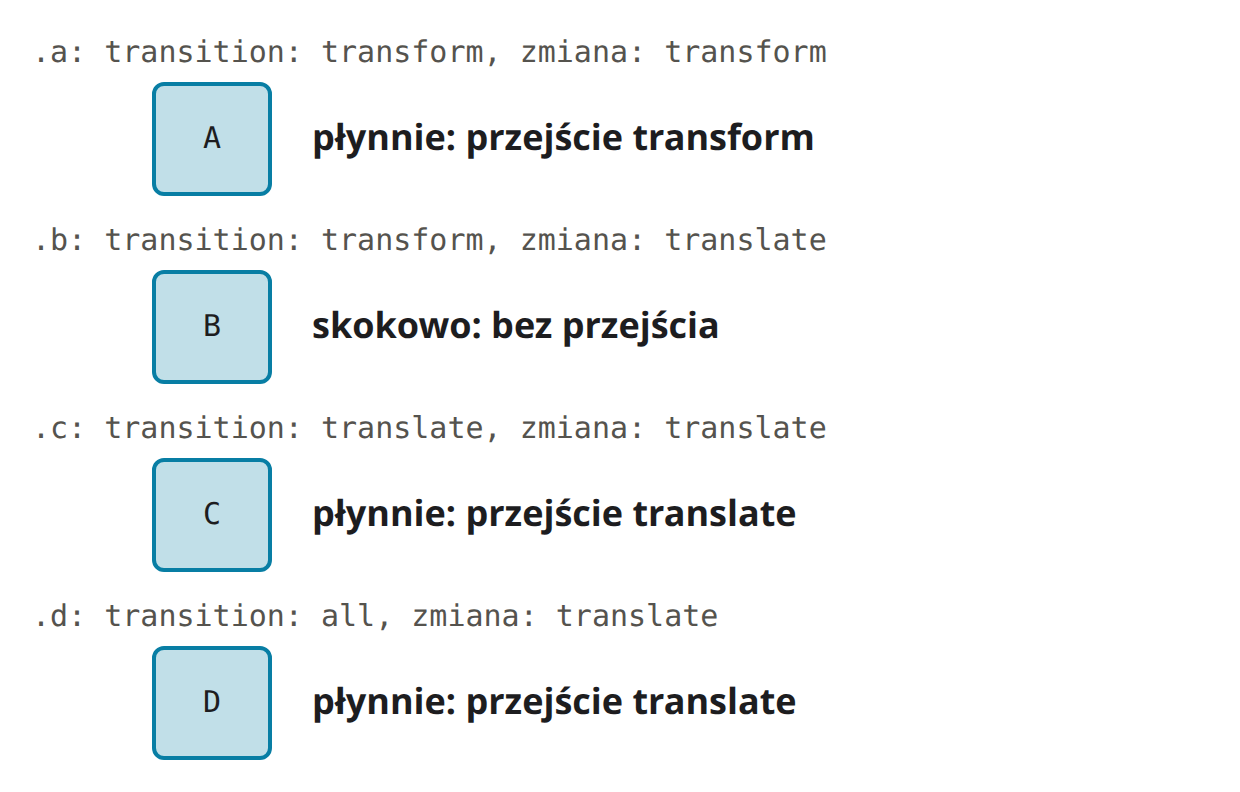 .a: transition: transform, zmiana: transform
A
płynnie: przejście transform
.b: transition: transform, zmiana: translate
B
skokowo: bez przejścia
.c: transition: translate, zmiana: translate
C
płynnie: przejście translate
.d: transition: all, zmiana: translate
D
płynnie: przejście translate